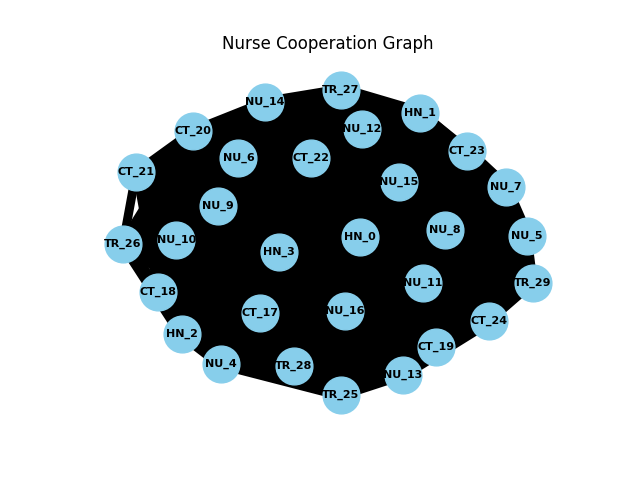 Nurse Cooperation Graph
TR_27
NU_14
HN_1
NU_12
CT_20
CT_23
NU_6
CT_22
CT_21
NU_15
NU_7
NU_9
NU_8
NU_5
HN_0
NU_10
TR_26
HN_3
TR_29
NU_11
CT_18
NU_16
CT_17
CT_24
HN_2
CT_19
NU_4
TR_28
NU_13
TR_25